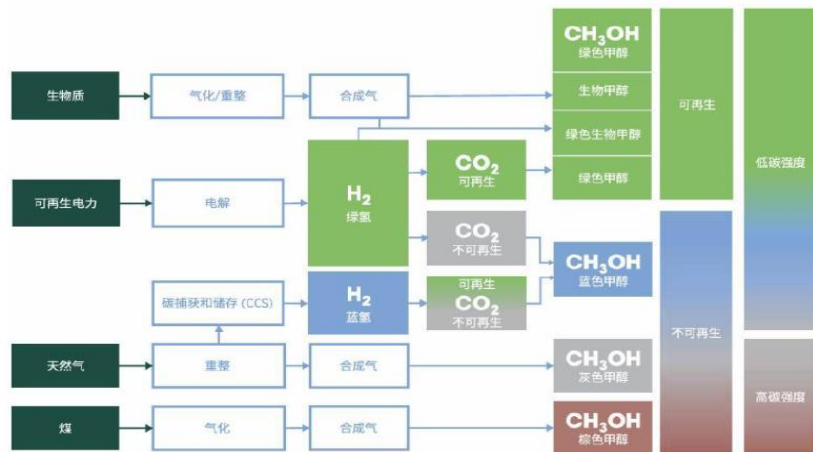 CH₃OH
绿色甲醇
生物质
气化/重整
合成气
生物甲醇
可再生
绿色生物甲醇
低碳强度
CO₂
可再生
绿色甲醇
可再生电力
电解
H₂
绿氢
CO₂
不可再生
CH₃OH
蓝色甲醇
碳捕获和储存 (CCS)
H₂
蓝氢
可再生
CO₂
不可再生
不可再生
天然气
重整
合成气
CH₃OH
灰色甲醇
高碳强度
煤
气化
合成气
CH₃OH
棕色甲醇